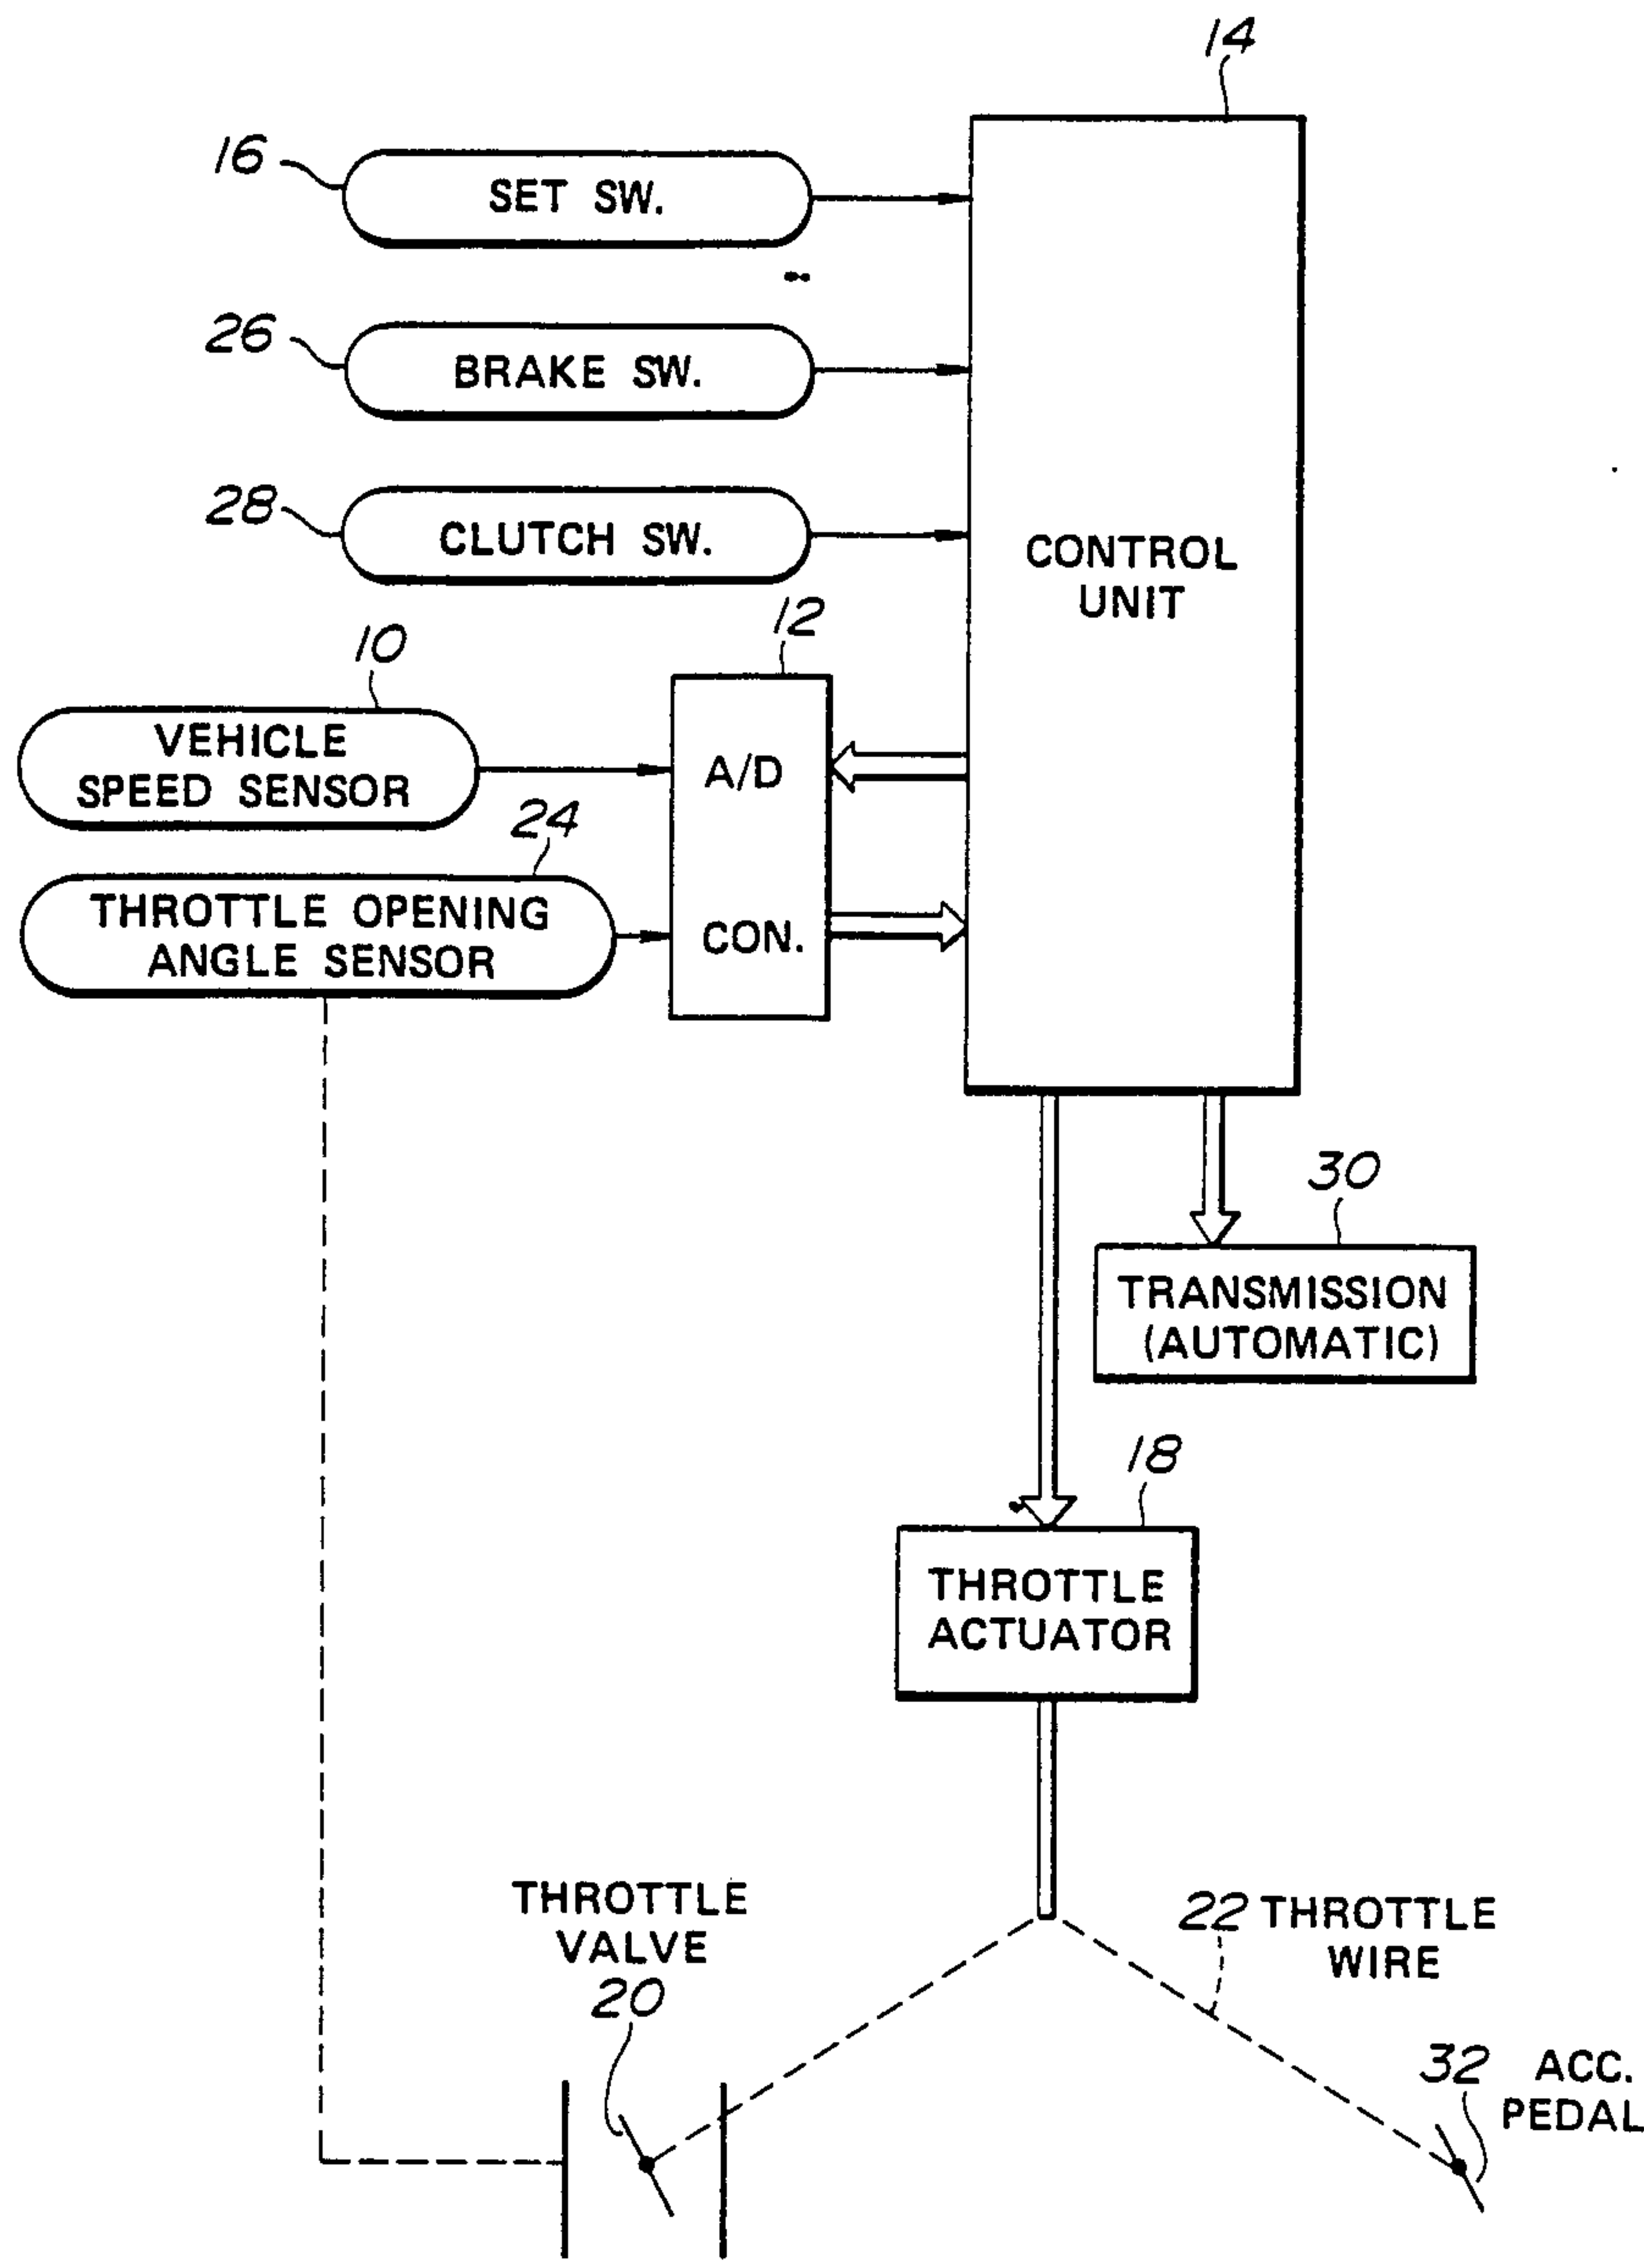 14
16
SET SW.
26
BRAKE SW.
28
CLUTCH SW.
CONTROL
UNIT
12
10
VEHICLE
SPEED SENSOR
A/D
24
THROTTLE OPENING
ANGLE SENSOR
CON.
30
TRANSMISSION
(AUTOMATIC)
18
THROTTLE
ACTUATOR
THROTTLE
VALVE
20
22 THROTTLE
WIRE
32 ACC.
PEDAL